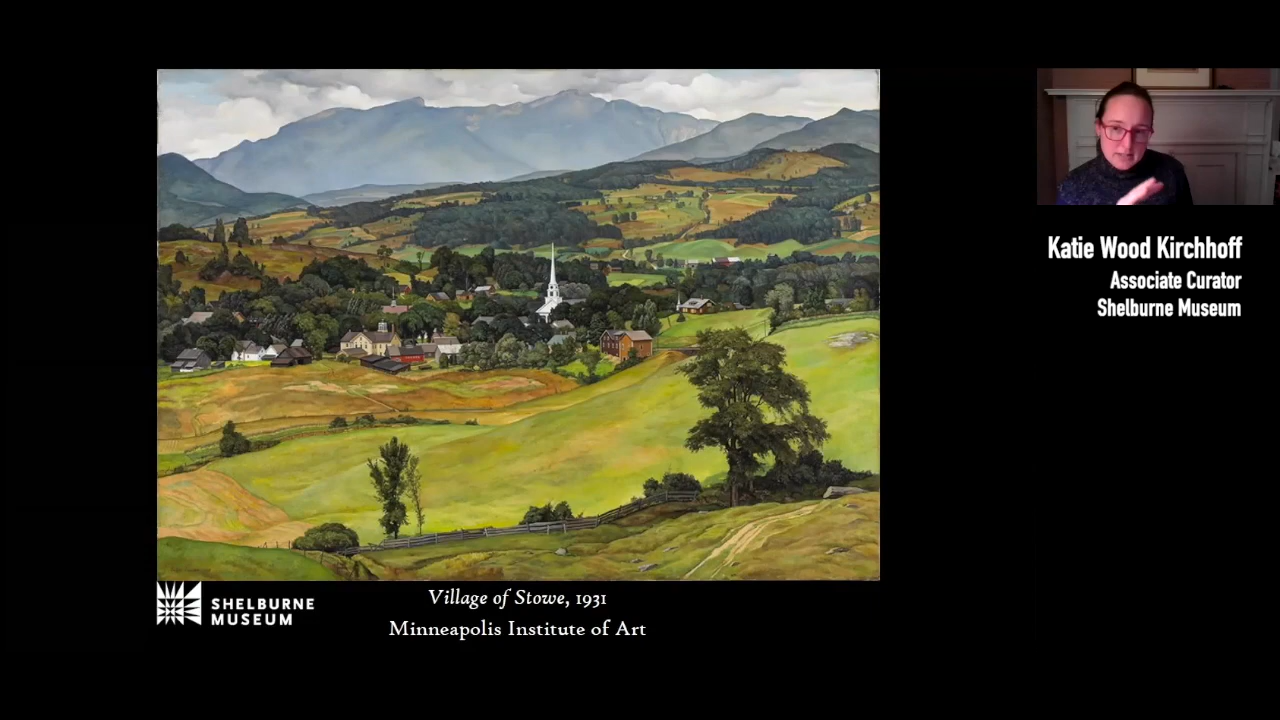 Katie Wood Kirchhoff
Associate Curator
Shelburne Museum
SHELBURNE
MUSEUM
Village of Stowe, 1931
Minneapolis Institute of Art